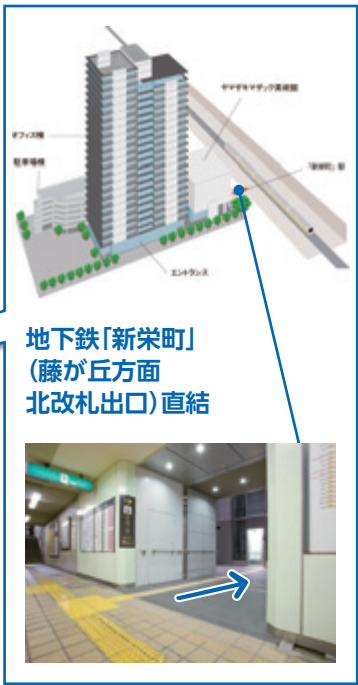 ヤマザキマザック美術館
オフィス棟
駐車場棟
「新栄町」駅
エントランス
地下鉄「新栄町」
（藤が丘方面
北改札出口）直結